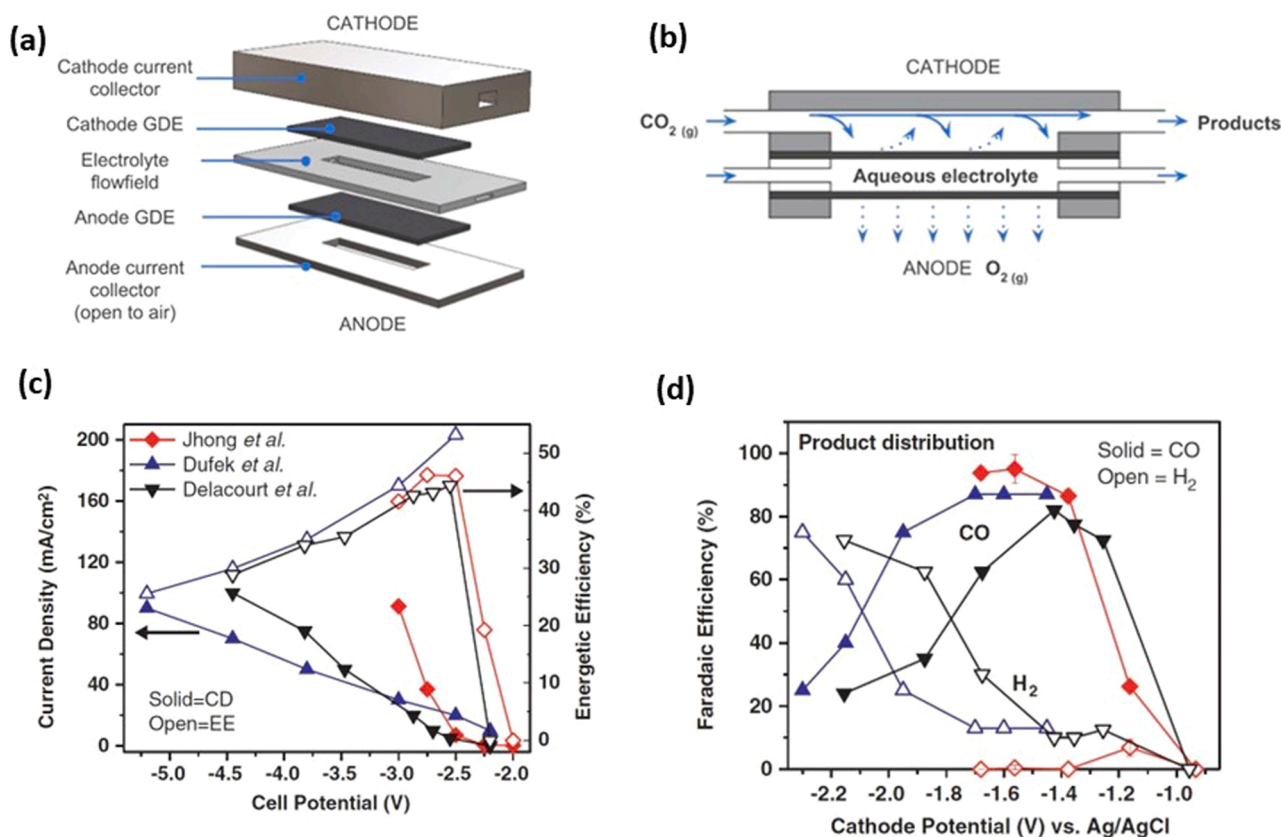 (a)
CATHODE
Cathode current
collector
Cathode GDE
Electrolyte
flowfield
Anode GDE
Anode current
collector
(open to air)
ANODE
(b)
CATHODE
CO2 (g)
Products
Aqueous electrolyte
ANODE O2 (g)
(c)
Current Density (mA/cm2)
200
160
120
80
40
0
Jhong et al.
Dufek et al.
Delacourt et al.
Solid=CD
Open=EE
50
40
30
20
10
0
Energetic Efficiency (%)
-5.0 -4.5 -4.0 -3.5 -3.0 -2.5 -2.0
Cell Potential (V)
(d)
Faradaic Efficiency (%)
100
80
60
40
20
0
Product distribution
Solid = CO
Open = H2
CO
H2
-2.2 -2.0 -1.8 -1.6 -1.4 -1.2 -1.0
Cathode Potential (V) vs. Ag/AgCl